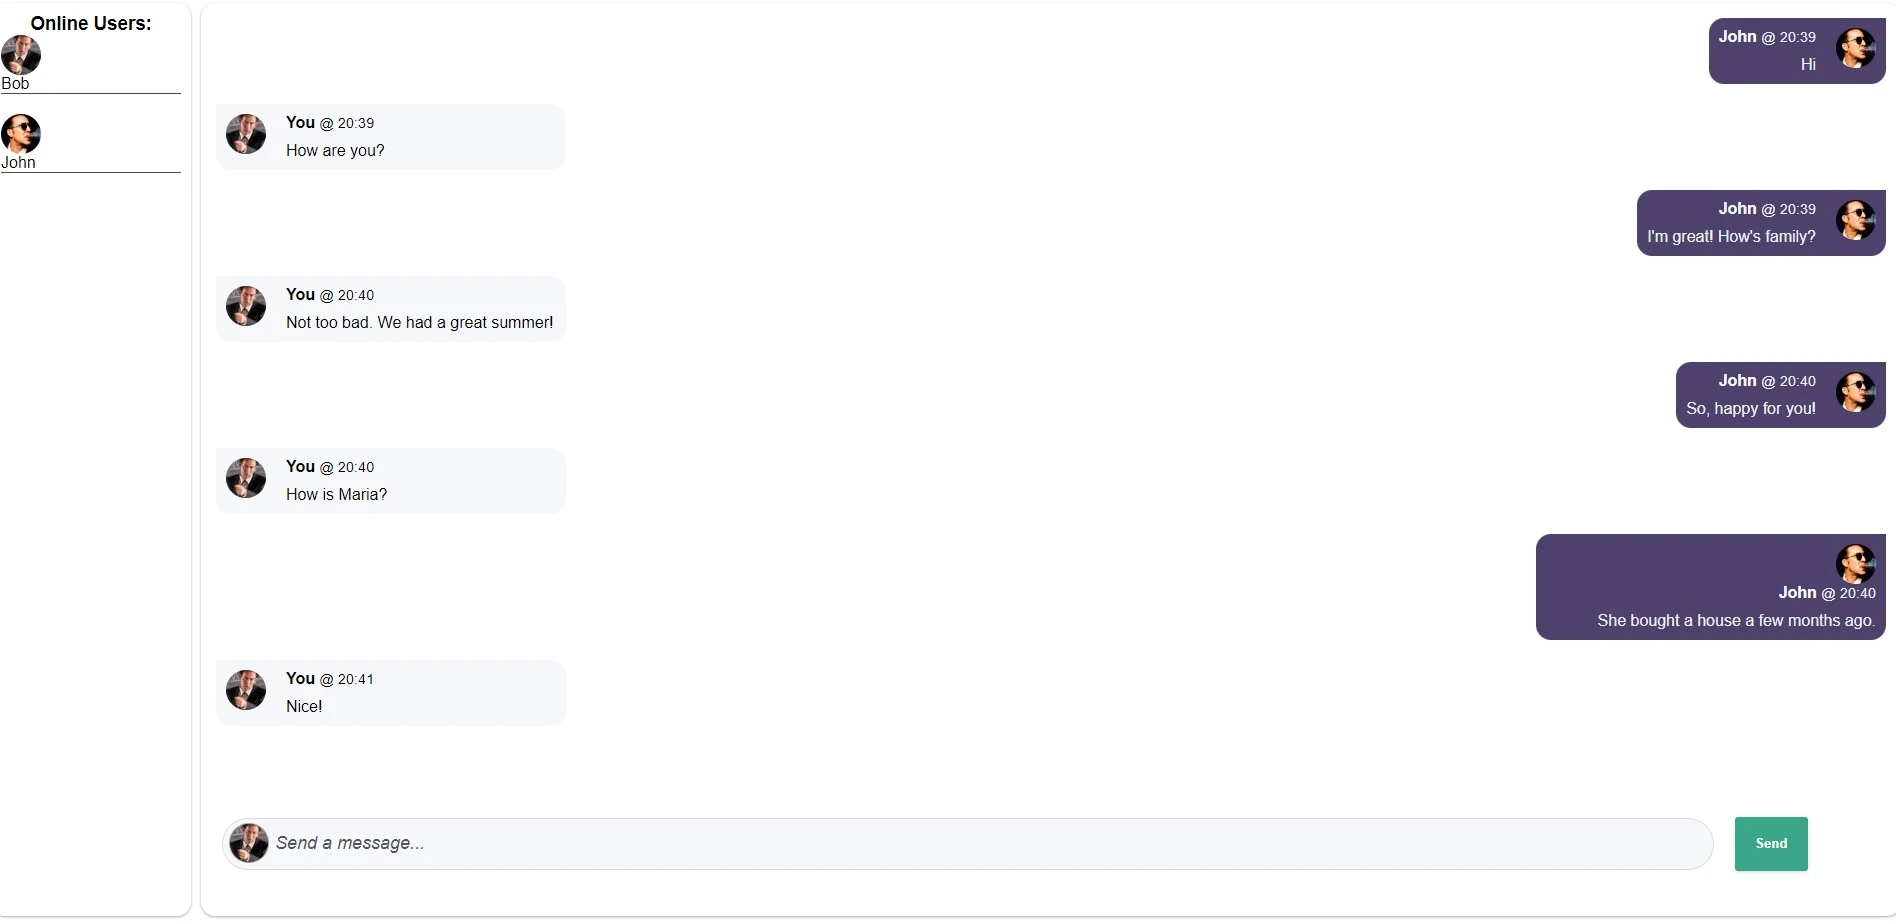 Online Users:
Bob
John
John @ 20:39
Hi
You @ 20:39
How are you?
John @ 20:39
I'm great! How's family?
You @ 20:40
Not too bad. We had a great summer!
John @ 20:40
So, happy for you!
You @ 20:40
How is Maria?
John @ 20:40
She bought a house a few months ago.
You @ 20:41
Nice!
Send a message...
Send